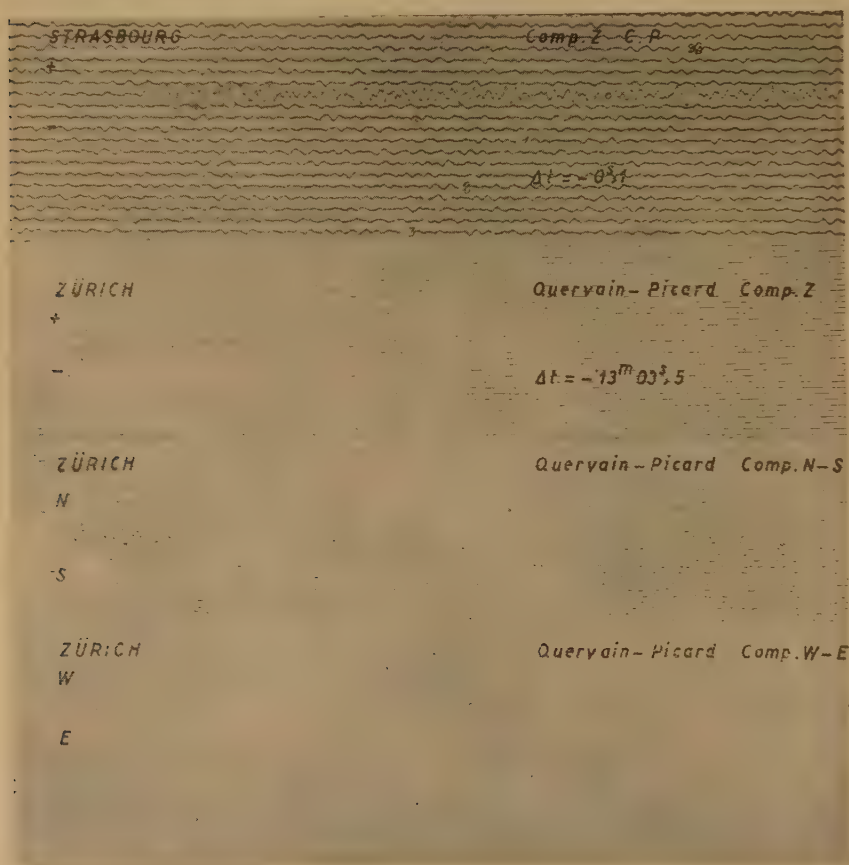 STRASBOURG Comp. Z C. P.
+
-
Δt = - 0ˢ,1
ZÜRICH Quervain-Picard Comp. Z
+
-
Δt = - 13ᵐ 03ˢ,5
ZÜRICH Quervain-Picard Comp. N-S
N
S
ZÜRICH Quervain-Picard Comp. W-E
W
E